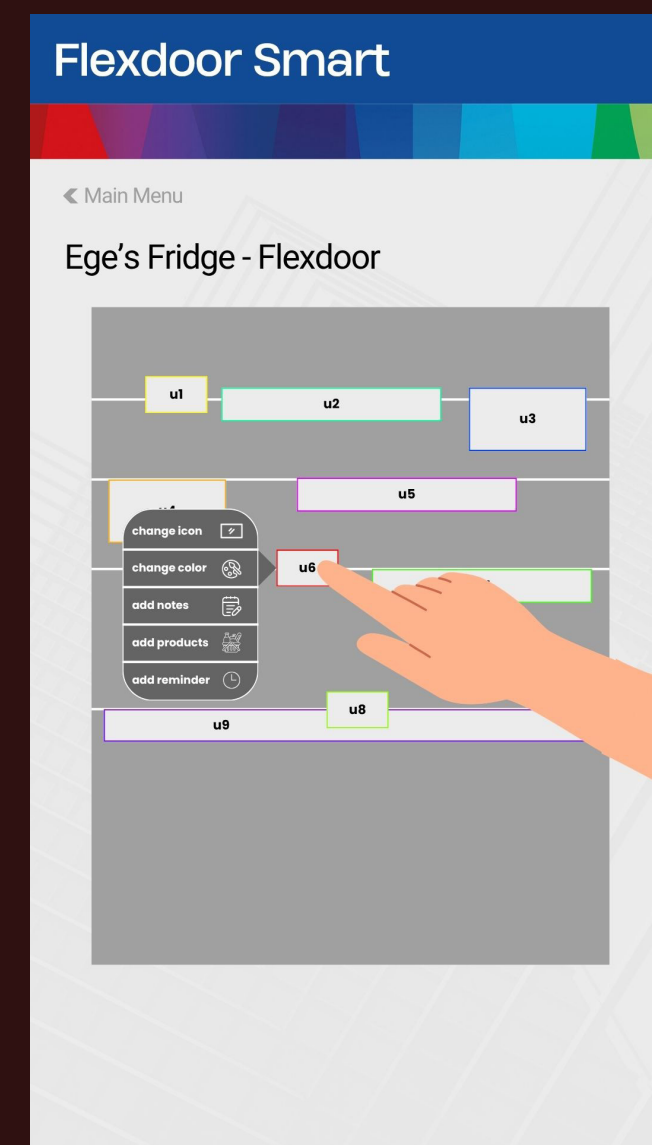 Flexdoor Smart
Main Menu
Ege's Fridge - Flexdoor
u1
u2
u3
u5
change icon
change color
add notes
add products
add reminder
u6
u8
u9